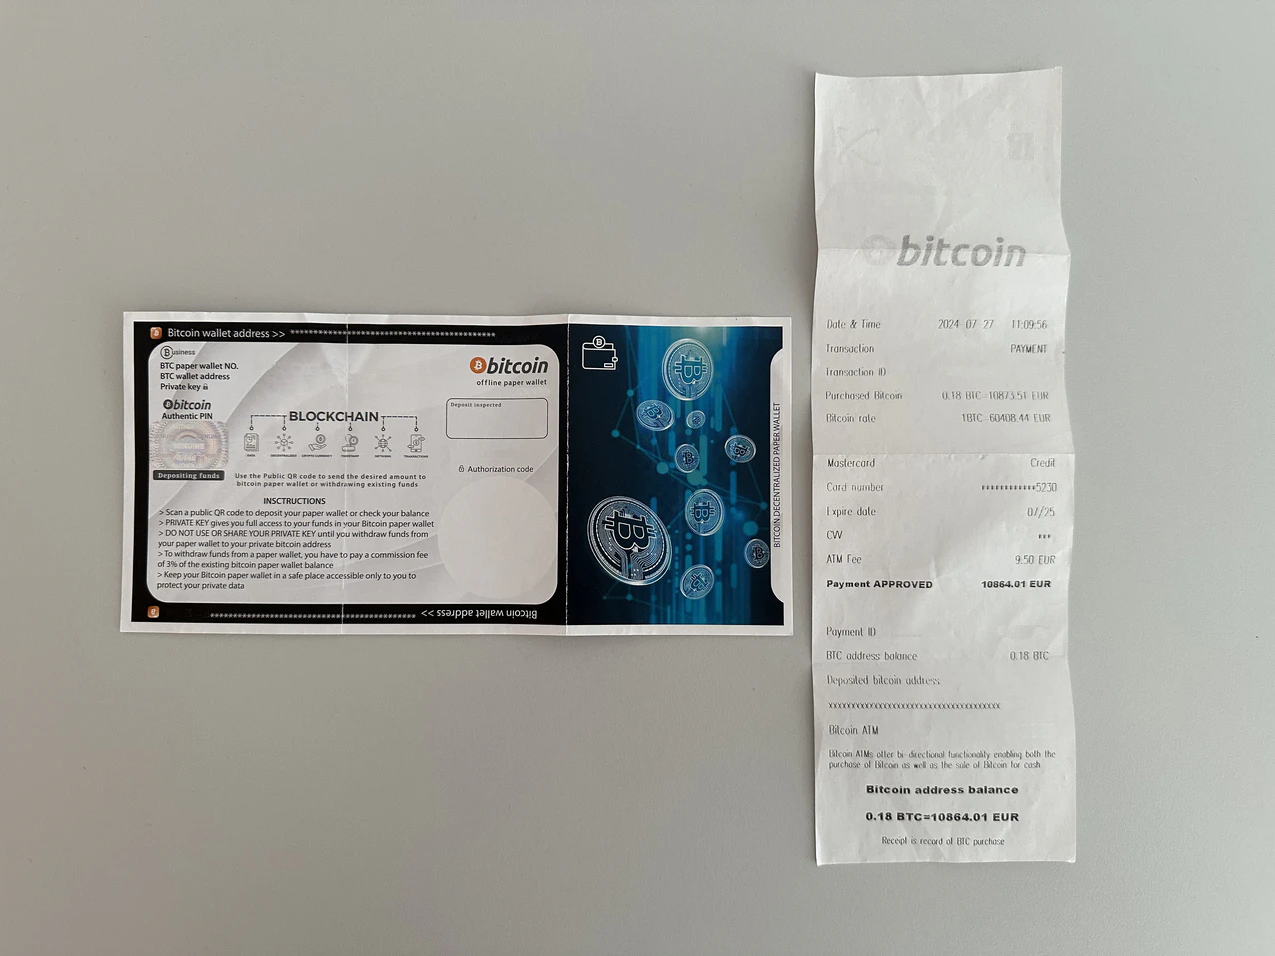 Bitcoin wallet address >> ********************************************
Business
BTC paper wallet NO.
BTC wallet address
Private key
bitcoin
Authentic PIN
Depositing funds
bitcoin
offline paper wallet
Deposit inspected
BLOCKCHAIN
DATA DECENTRALIZED CRYPTO CURRENCY NETWORK TRANSACTIONS
Authorization code
Use the Public QR code to send the desired amount to
bitcoin paper wallet or withdrawing existing funds
INSCTRUCTIONS
> Scan a public QR code to deposit your paper wallet or check your balance
> PRIVATE KEY gives you full access to your funds in your Bitcoin paper wallet
> DO NOT USE OR SHARE YOUR PRIVATE KEY until you withdraw funds from
your paper wallet to your private bitcoin address
> To withdraw funds from a paper wallet, you have to pay a commission fee
of 3% of the existing bitcoin paper wallet balance
> Keep your Bitcoin paper wallet in a safe place accessible only to you to
protect your private data
Bitcoin wallet address >> ********************************************
BITCOIN DECENTRALIZED PAPER WALLET
bitcoin
Date & Time 2024 07 27 11:09:56
Transaction PAYMENT
Transaction ID
Purchased Bitcoin 0.18 BTC=10873.51 EUR
Bitcoin rate 1BTC=60408.44 EUR
Mastercard Credit
Card number ************5230
Expire date 07/25
CVV ***
ATM Fee 9.50 EUR
Payment APPROVED 10864.01 EUR
Payment ID
BTC address balance 0.18 BTC
Deposited bitcoin address:
xxxxxxxxxxxxxxxxxxxxxxxxxxxxxxxxxxxxxx
Bitcoin ATM
Bitcoin ATMs offer bi-directional functionality enabling both the
purchase of Bitcoin as well as the sale of Bitcoin for cash
Bitcoin address balance
0.18 BTC=10864.01 EUR
Receipt is record of BTC purchase